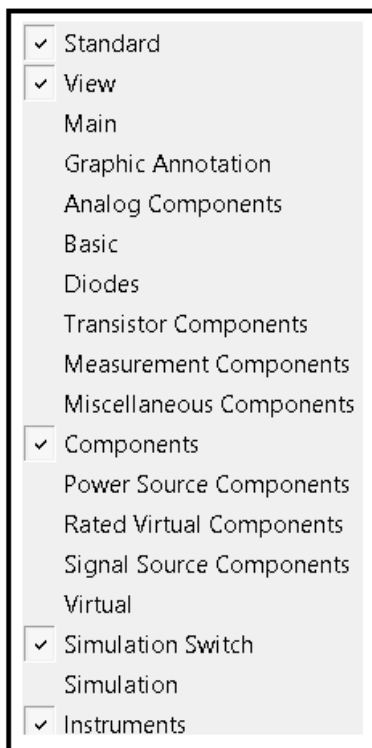 Standard
View
Main
Graphic Annotation
Analog Components
Basic
Diodes
Transistor Components
Measurement Components
Miscellaneous Components
Components
Power Source Components
Rated Virtual Components
Signal Source Components
Virtual
Simulation Switch
Simulation
Instruments